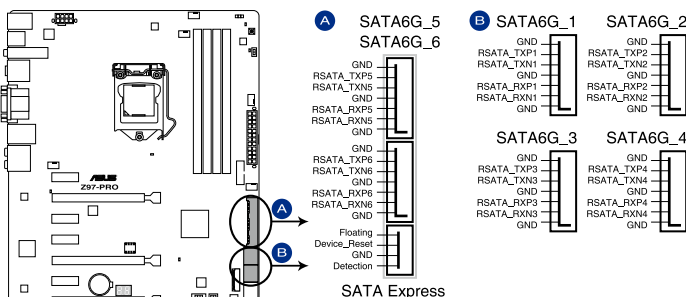 /SUS
Z97-PRO
A
B
A
SATA6G_5
SATA6G_6
GND
RSATA_TXP5
RSATA_TXN5
GND
RSATA_RXP5
RSATA_RXN5
GND
GND
RSATA_TXP6
RSATA_TXN6
GND
RSATA_RXP6
RSATA_RXN6
GND
Floating
Device_Reset
GND
Detection
SATA Express
B
SATA6G_1
GND
RSATA_TXP1
RSATA_TXN1
GND
RSATA_RXP1
RSATA_RXN1
GND
SATA6G_2
GND
RSATA_TXP2
RSATA_TXN2
GND
RSATA_RXP2
RSATA_RXN2
GND
SATA6G_3
GND
RSATA_TXP3
RSATA_TXN3
GND
RSATA_RXP3
RSATA_RXN3
GND
SATA6G_4
GND
RSATA_TXP4
RSATA_TXN4
GND
RSATA_RXP4
RSATA_RXN4
GND